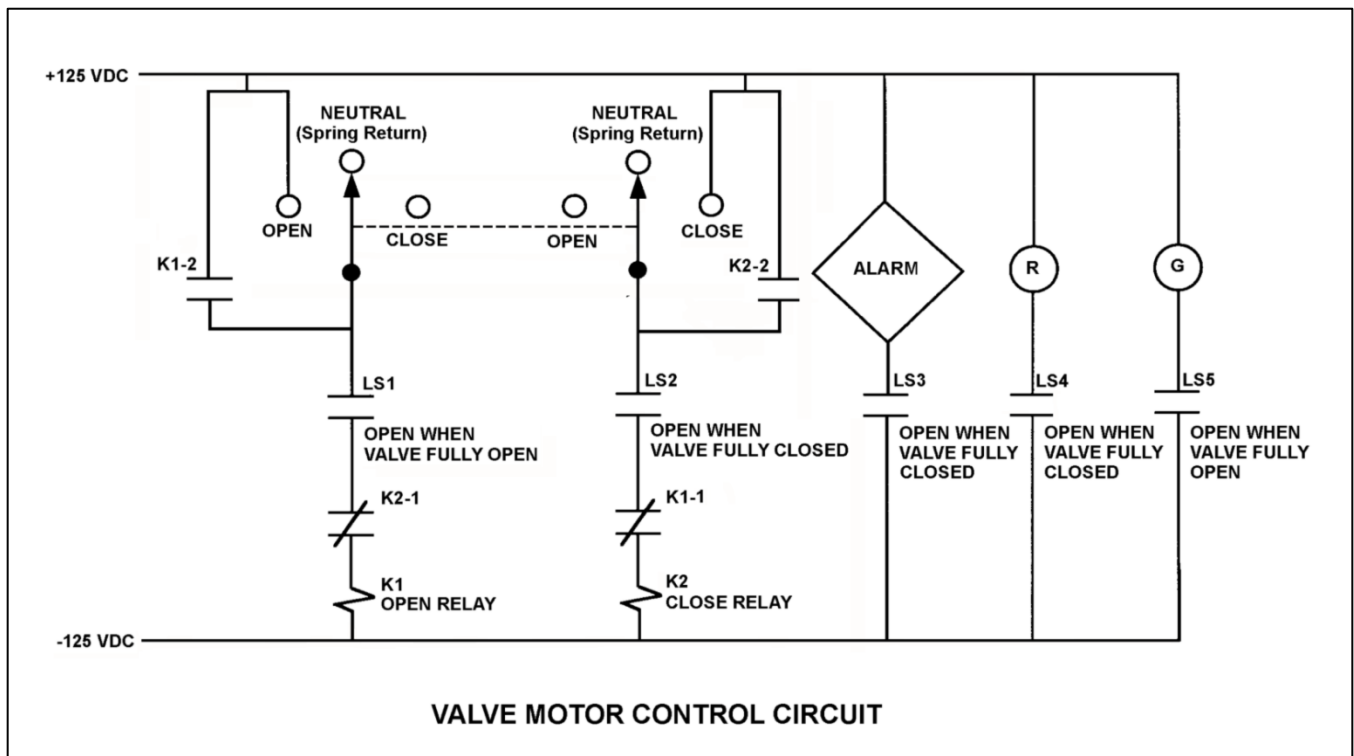 +125 VDC
NEUTRAL
(Spring Return)
NEUTRAL
(Spring Return)
OPEN
CLOSE
OPEN
CLOSE
K1-2
K2-2
ALARM
R
G
LS1
OPEN WHEN
VALVE FULLY OPEN
LS2
OPEN WHEN
VALVE FULLY CLOSED
LS3
OPEN WHEN
VALVE FULLY
CLOSED
LS4
OPEN WHEN
VALVE FULLY
CLOSED
LS5
OPEN WHEN
VALVE FULLY
OPEN
K2-1
K1-1
K1
OPEN RELAY
K2
CLOSE RELAY
-125 VDC
VALVE MOTOR CONTROL CIRCUIT